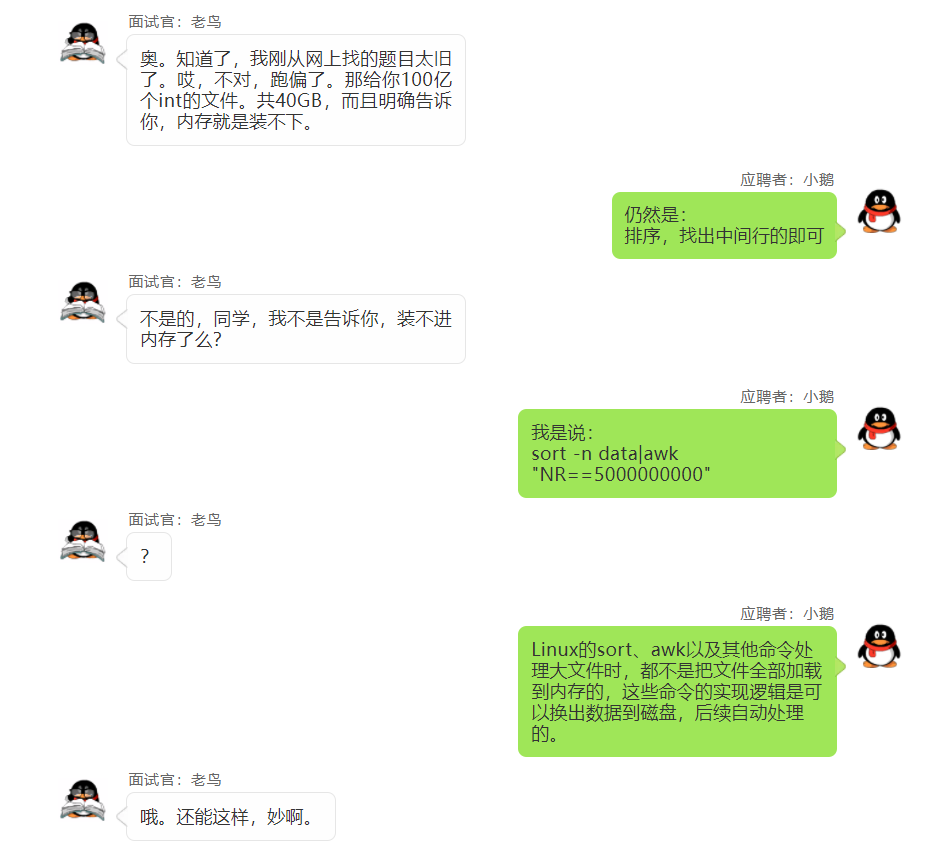 面试官：老鸟
奥。知道了，我刚从网上找的题目太旧
了。哎，不对，跑偏了。那给你100亿
个int的文件。共40GB，而且明确告诉
你，内存就是装不下。
应聘者：小鹅
仍然是：
排序，找出中间行的即可
面试官：老鸟
不是的，同学，我不是告诉你，装不进
内存了么?
应聘者：小鹅
我是说：
sort -n data|awk
"NR==5000000000"
面试官：老鸟
?
应聘者：小鹅
Linux的sort、awk以及其他命令处
理大文件时，都不是把文件全部加载
到内存的，这些命令的实现逻辑是可
以换出数据到磁盘，后续自动处理
的。
面试官：老鸟
哦。还能这样，妙啊。